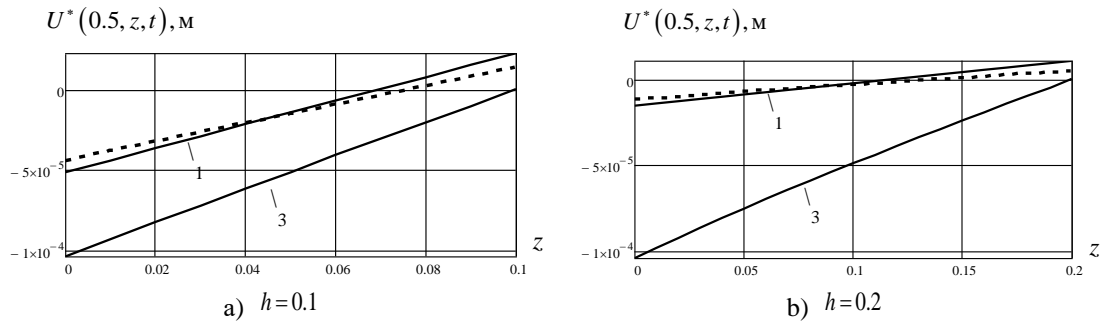 U*(0.5, z, t), м
0
− 5×10⁻⁵
− 1×10⁻⁴
1
3
0 0.02 0.04 0.06 0.08 0.1
z
a) h=0.1
U*(0.5, z, t), м
0
− 5×10⁻⁵
− 1×10⁻⁴
1
3
0 0.05 0.1 0.15 0.2
z
b) h=0.2